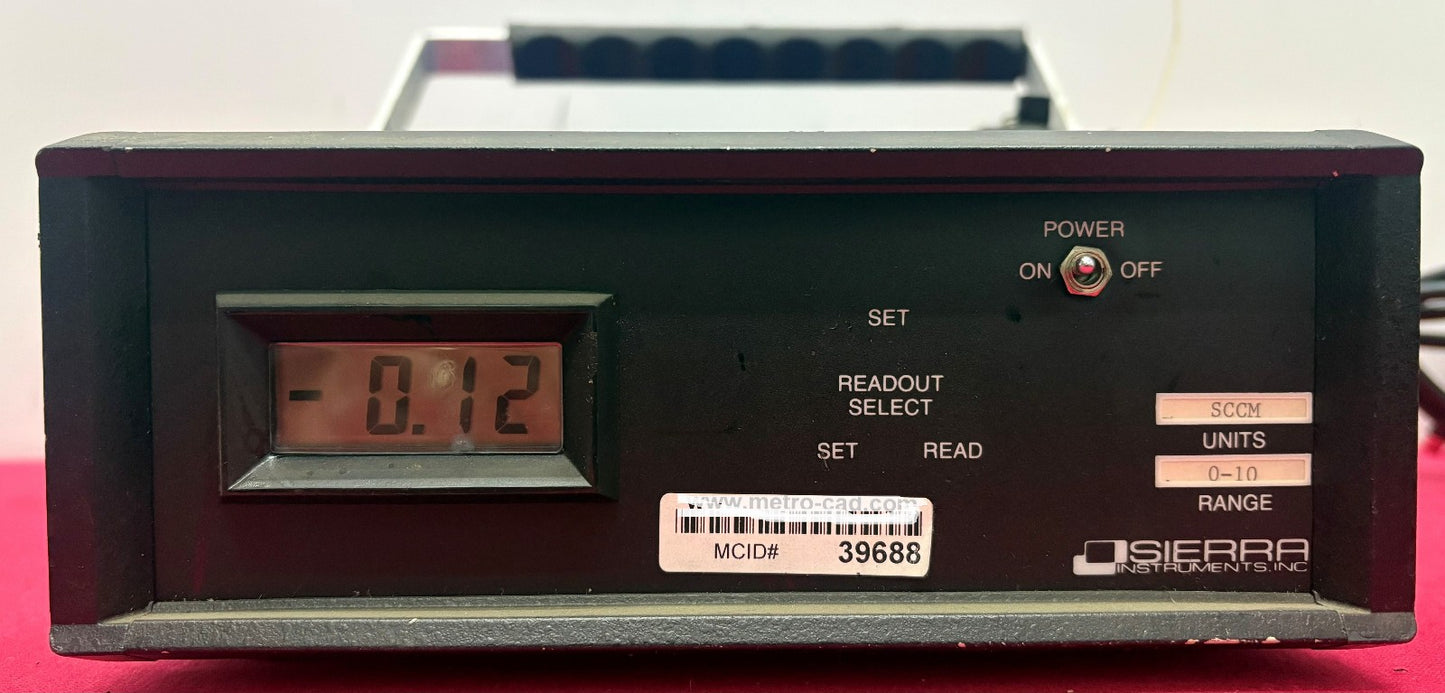 POWER
ON OFF
SET
-0.12
READOUT
SELECT
SCCM
UNITS
SET READ
0-10
RANGE
www.metro-cad.com
MCID# 39688
SIERRA
INSTRUMENTS, INC